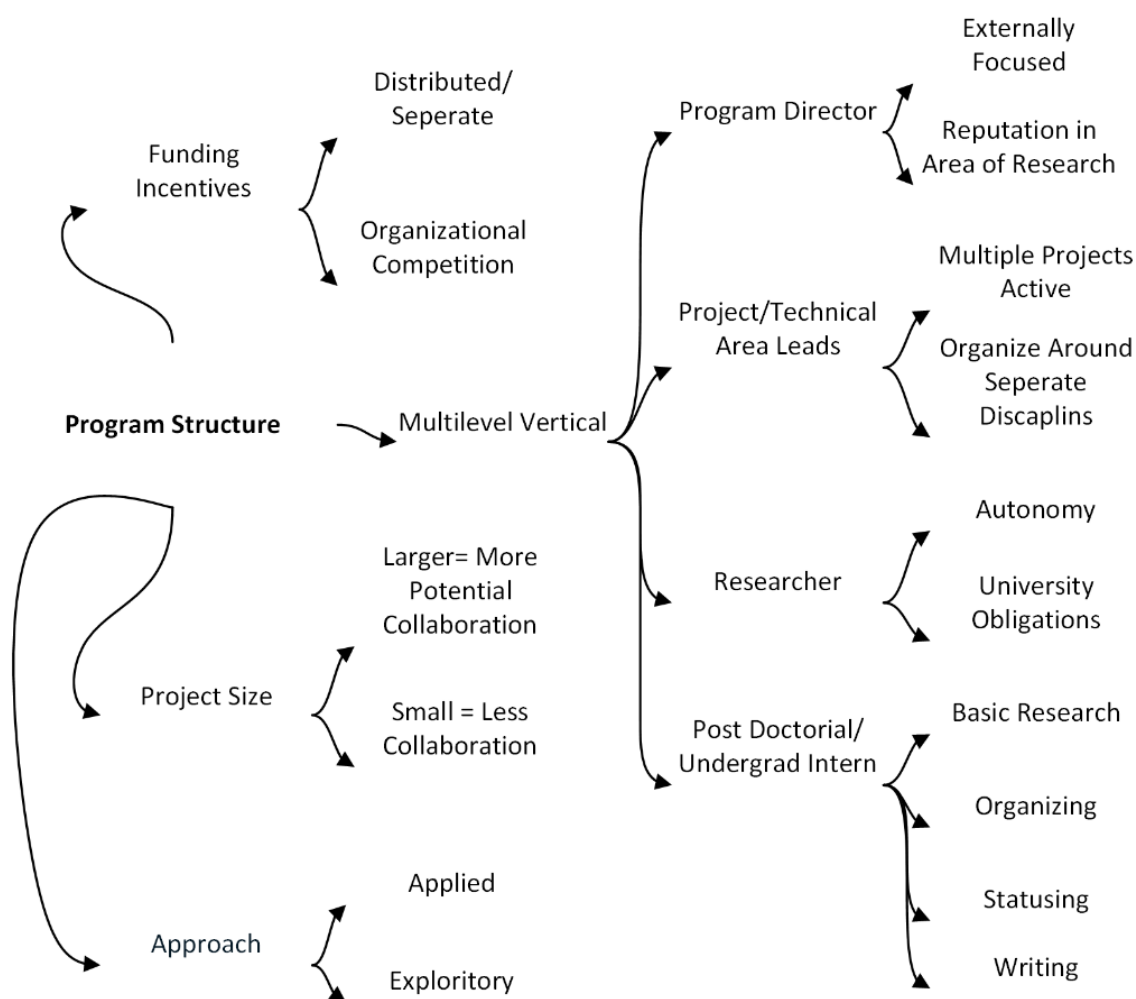 Funding
Incentives
Distributed/
Seperate
Organizational
Competition
Program Structure
Multilevel Vertical
Program Director
Externally
Focused
Reputation in
Area of Research
Project/Technical
Area Leads
Multiple Projects
Active
Organize Around
Seperate
Discaplins
Researcher
Autonomy
University
Obligations
Post Doctorial/
Undergrad Intern
Basic Research
Organizing
Statusing
Writing
Project Size
Larger= More
Potential
Collaboration
Small = Less
Collaboration
Approach
Applied
Exploritory